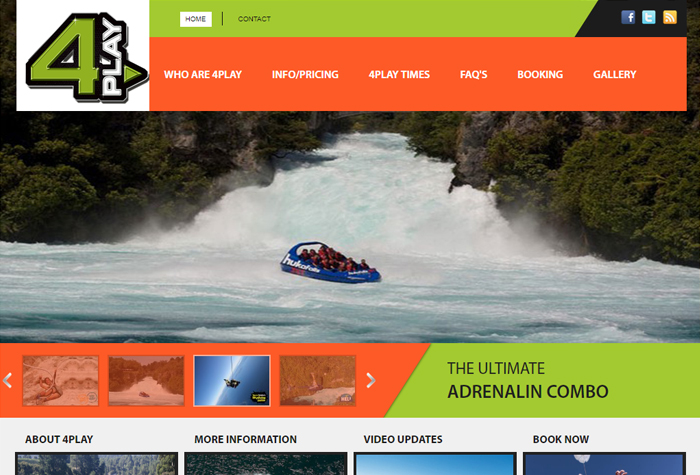 HOME
CONTACT
4PLAY
WHO ARE 4PLAY
INFO/PRICING
4PLAY TIMES
FAQ'S
BOOKING
GALLERY
hukafalls
THE ULTIMATE
ADRENALIN COMBO
ABOUT 4PLAY
MORE INFORMATION
VIDEO UPDATES
BOOK NOW